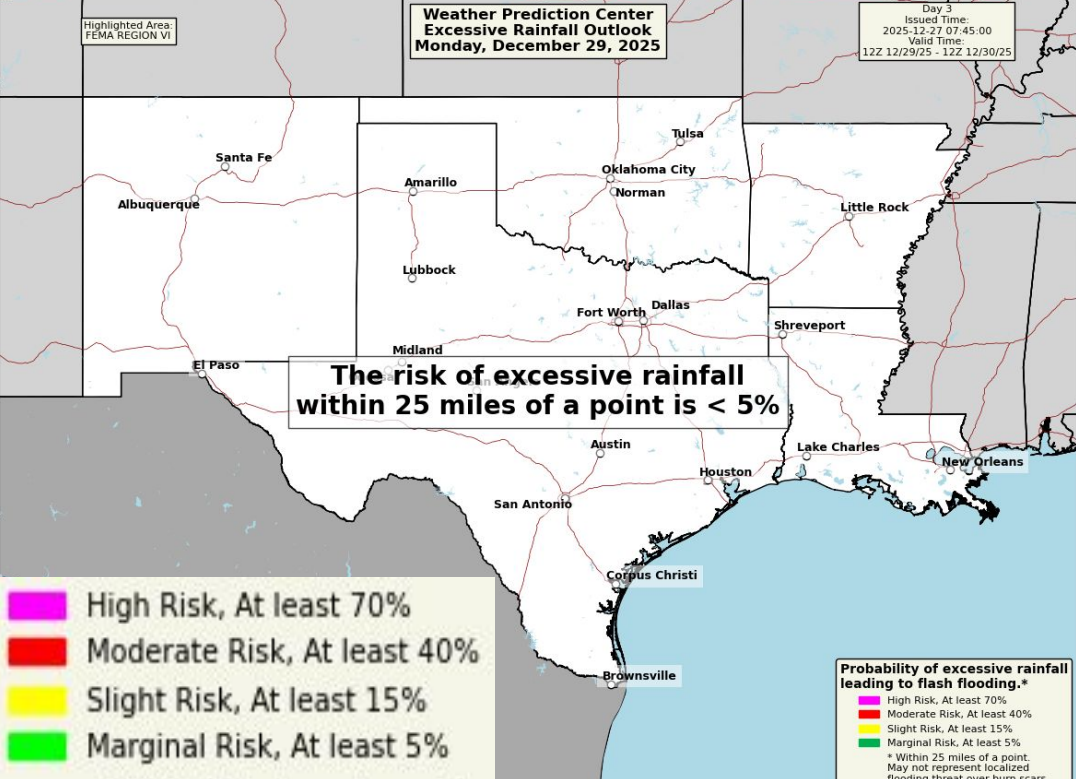 Highlighted Area:
FEMA REGION VI
Weather Prediction Center
Excessive Rainfall Outlook
Monday, December 29, 2025
Day 3
Issued Time:
2025-12-27 07:45:00
Valid Time:
12Z 12/29/25 - 12Z 12/30/25
Tulsa
Santa Fe
Oklahoma City
Amarillo
Norman
Albuquerque
Little Rock
Lubbock
Dallas
Fort Worth
Shreveport
Midland
El Paso
The risk of excessive rainfall
within 25 miles of a point is < 5%
Austin
Lake Charles
New Orleans
Houston
San Antonio
Corpus Christi
Brownsville
High Risk, At least 70%
Moderate Risk, At least 40%
Slight Risk, At least 15%
Marginal Risk, At least 5%
Probability of excessive rainfall
leading to flash flooding.*
High Risk, At least 70%
Moderate Risk, At least 40%
Slight Risk, At least 15%
Marginal Risk, At least 5%
* Within 25 miles of a point.
May not represent localized
flooding threat over burn scars